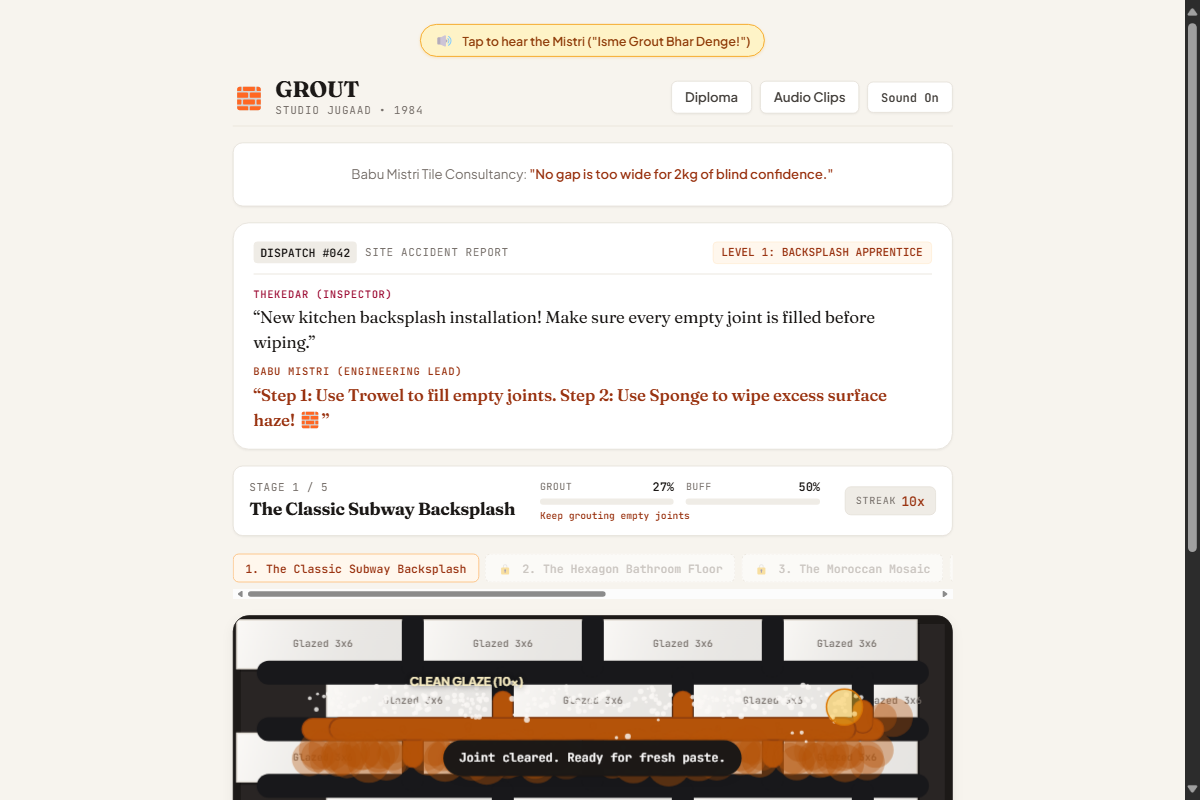 Tap to hear the Mistri ("Isme Grout Bhar Denge!")
GROUT
STUDIO JUGAAD • 1984
Diploma
Audio Clips
Sound On
Babu Mistri Tile Consultancy: "No gap is too wide for 2kg of blind confidence."
DISPATCH #042
SITE ACCIDENT REPORT
LEVEL 1: BACKSPLASH APPRENTICE
THEKEDAR (INSPECTOR)
“New kitchen backsplash installation! Make sure every empty joint is filled before
wiping.”
BABU MISTRI (ENGINEERING LEAD)
“Step 1: Use Trowel to fill empty joints. Step 2: Use Sponge to wipe excess surface
haze! 🧱”
STAGE 1 / 5
The Classic Subway Backsplash
GROUT 27%
BUFF 50%
Keep grouting empty joints
STREAK 10x
1. The Classic Subway Backsplash
2. The Hexagon Bathroom Floor
3. The Moroccan Mosaic
Glazed 3x6
Glazed 3x6
Glazed 3x6
Glazed 3x6
CLEAN GLAZE (10x)
Glazed 3x6
Glazed 3x6
Glazed 3x6
azed 3x6
Joint cleared. Ready for fresh paste.